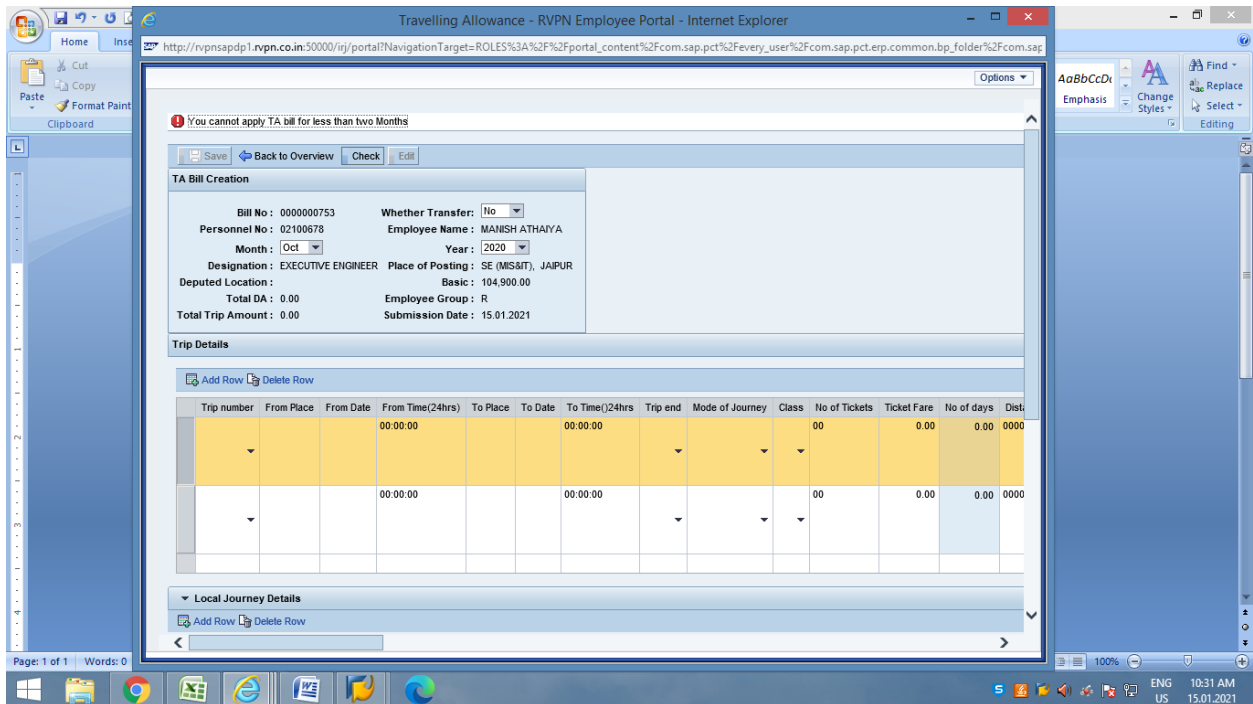 Travelling Allowance - RVPN Employee Portal - Internet Explorer
Home Inse
http://rvpnsapdp1.rvpn.co.in:50000/irj/portal?NavigationTarget=ROLES%3A%2F%2Fportal_content%2Fcom.sap.pct%2Fevery_user%2Fcom.sap.pct.erp.common.bp_folder%2Fcom.sap
Cut
Copy
Paste
Format Paint
Clipboard
Options
AaBbCcDt
Emphasis
Change Styles
Find
Replace
Select
Editing
You cannot apply TA bill for less than two Months
Save Back to Overview Check Edit
TA Bill Creation
Bill No : 0000000753 Whether Transfer: No
Personnel No : 02100678 Employee Name : MANISH ATHAIYA
Month : Oct Year : 2020
Designation : EXECUTIVE ENGINEER Place of Posting : SE (MIS&IT), JAIPUR
Deputed Location : Basic : 104,900.00
Total DA : 0.00 Employee Group : R
Total Trip Amount : 0.00 Submission Date : 15.01.2021
Trip Details
Add Row Delete Row
Trip number From Place From Date From Time(24hrs) To Place To Date To Time()24hrs Trip end Mode of Journey Class No of Tickets Ticket Fare No of days Dista
00:00:00 00:00:00 00 0.00 0.00 0000
00:00:00 00:00:00 00 0.00 0.00 0000
Local Journey Details
Add Row Delete Row
Page: 1 of 1 Words: 0
100%
ENG 10:31 AM
US 15.01.2021